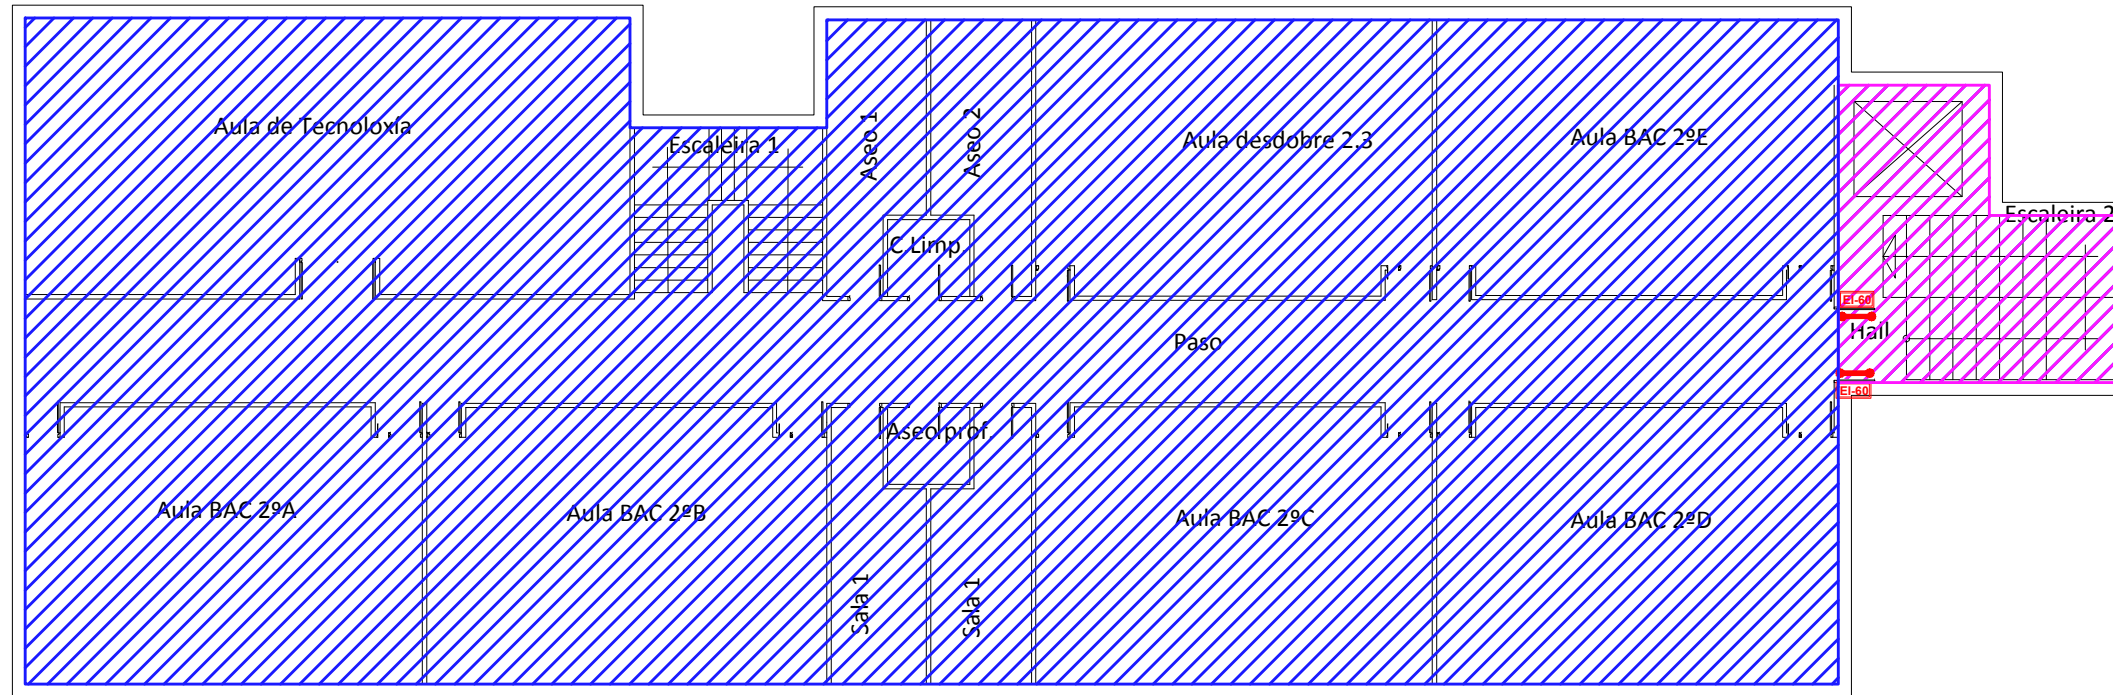 Aula de Tecnoloxía
Escaleira 1
Aseo 1
Aseo 2
Aula desdobre 2.3
Aula BAC 2ºE
Escaleira 2
C.Limp.
EI-60
Hall
Paso
EI-60
Aseo prof.
Aula BAC 2ºA
Aula BAC 2ºB
Aula BAC 2ºC
Aula BAC 2ºD
Sala 1
Sala 1